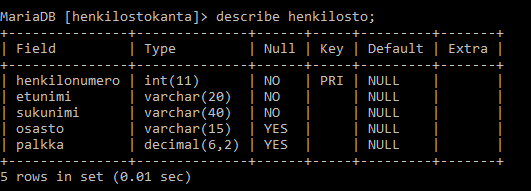 MariaDB [henkilostokanta]> describe henkilosto;
+---------------+--------------+------+-----+---------+-------+
| Field         | Type         | Null | Key | Default | Extra |
+---------------+--------------+------+-----+---------+-------+
| henkilonumero | int(11)      | NO   | PRI | NULL    |       |
| etunimi       | varchar(20)  | NO   |     | NULL    |       |
| sukunimi      | varchar(40)  | NO   |     | NULL    |       |
| osasto        | varchar(15)  | YES  |     | NULL    |       |
| palkka        | decimal(6,2) | YES  |     | NULL    |       |
+---------------+--------------+------+-----+---------+-------+
5 rows in set (0.01 sec)